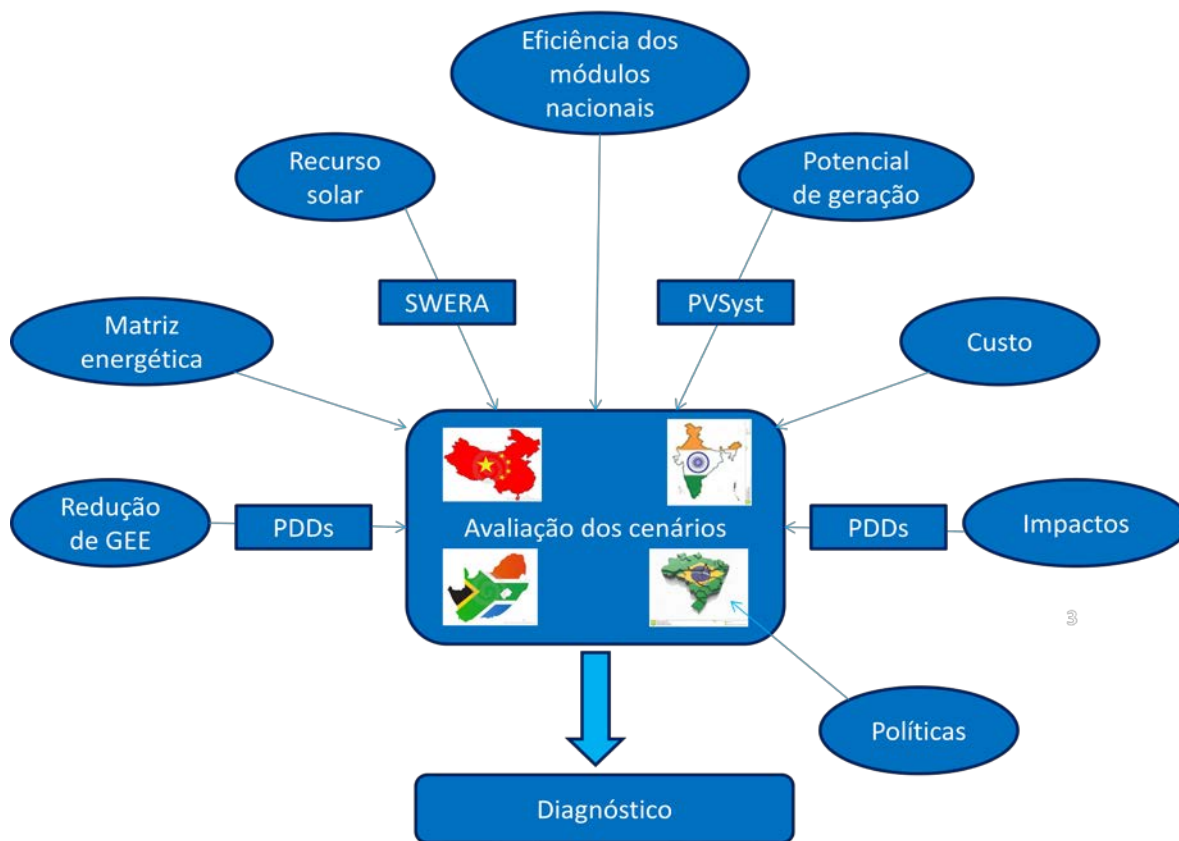 Eficiência dos
módulos
nacionais
Recurso
solar
Potencial
de geração
SWERA
PVSyst
Matriz
energética
Custo
Redução
de GEE
PDDs
Avaliação dos cenários
PDDs
Impactos
3
Políticas
Diagnóstico